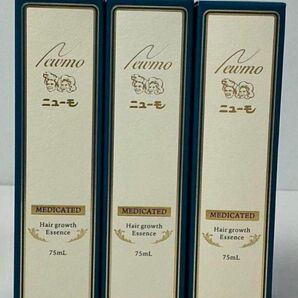 Newmo
ニューモ
MEDICATED
Hair growth
Essence
75mL
Newmo
ニューモ
MEDICATED
Hair growth
Essence
75mL
Newmo
ニューモ
MEDICATED
Hair growth
Essence
75mL